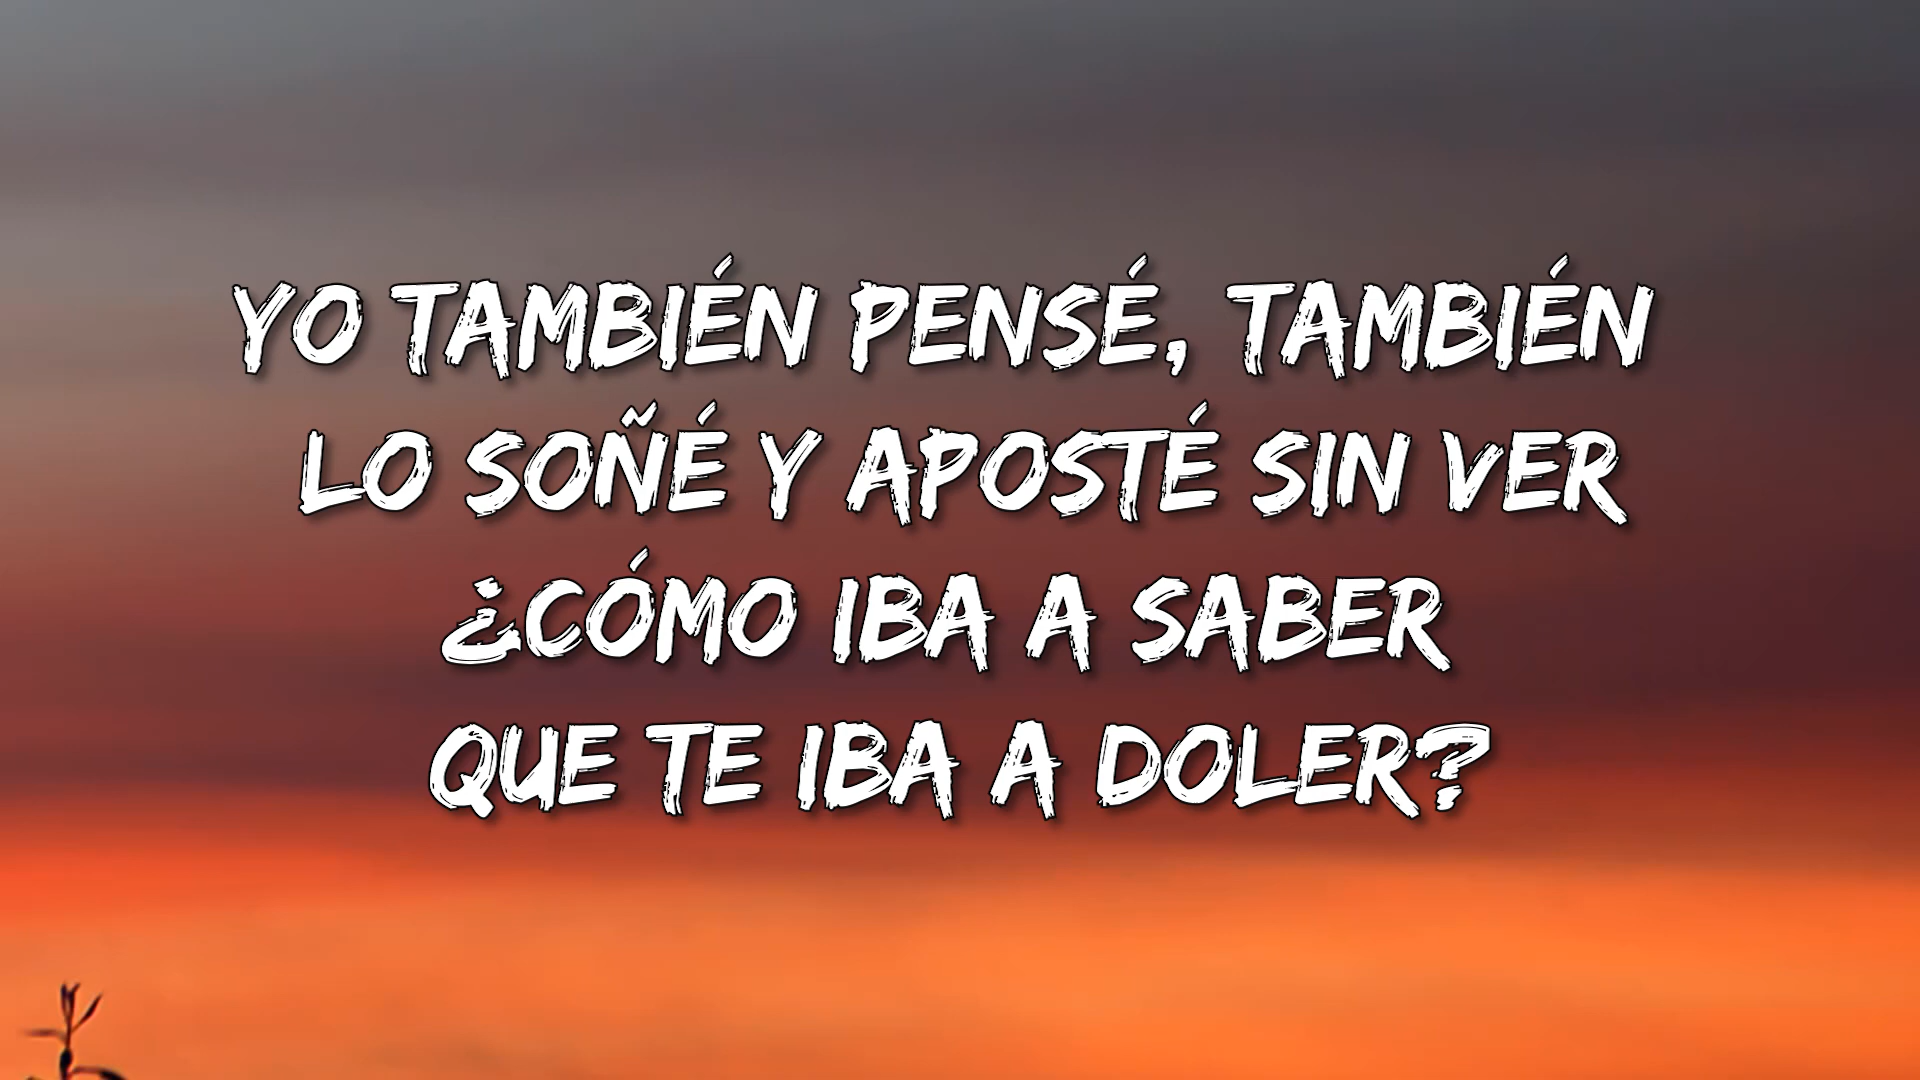 YO TAMBIÉN PENSÉ, TAMBIÉN
LO SOÑÉ Y APOSTÉ SIN VER
¿CÓMO IBA A SABER
QUE TE IBA A DOLER?